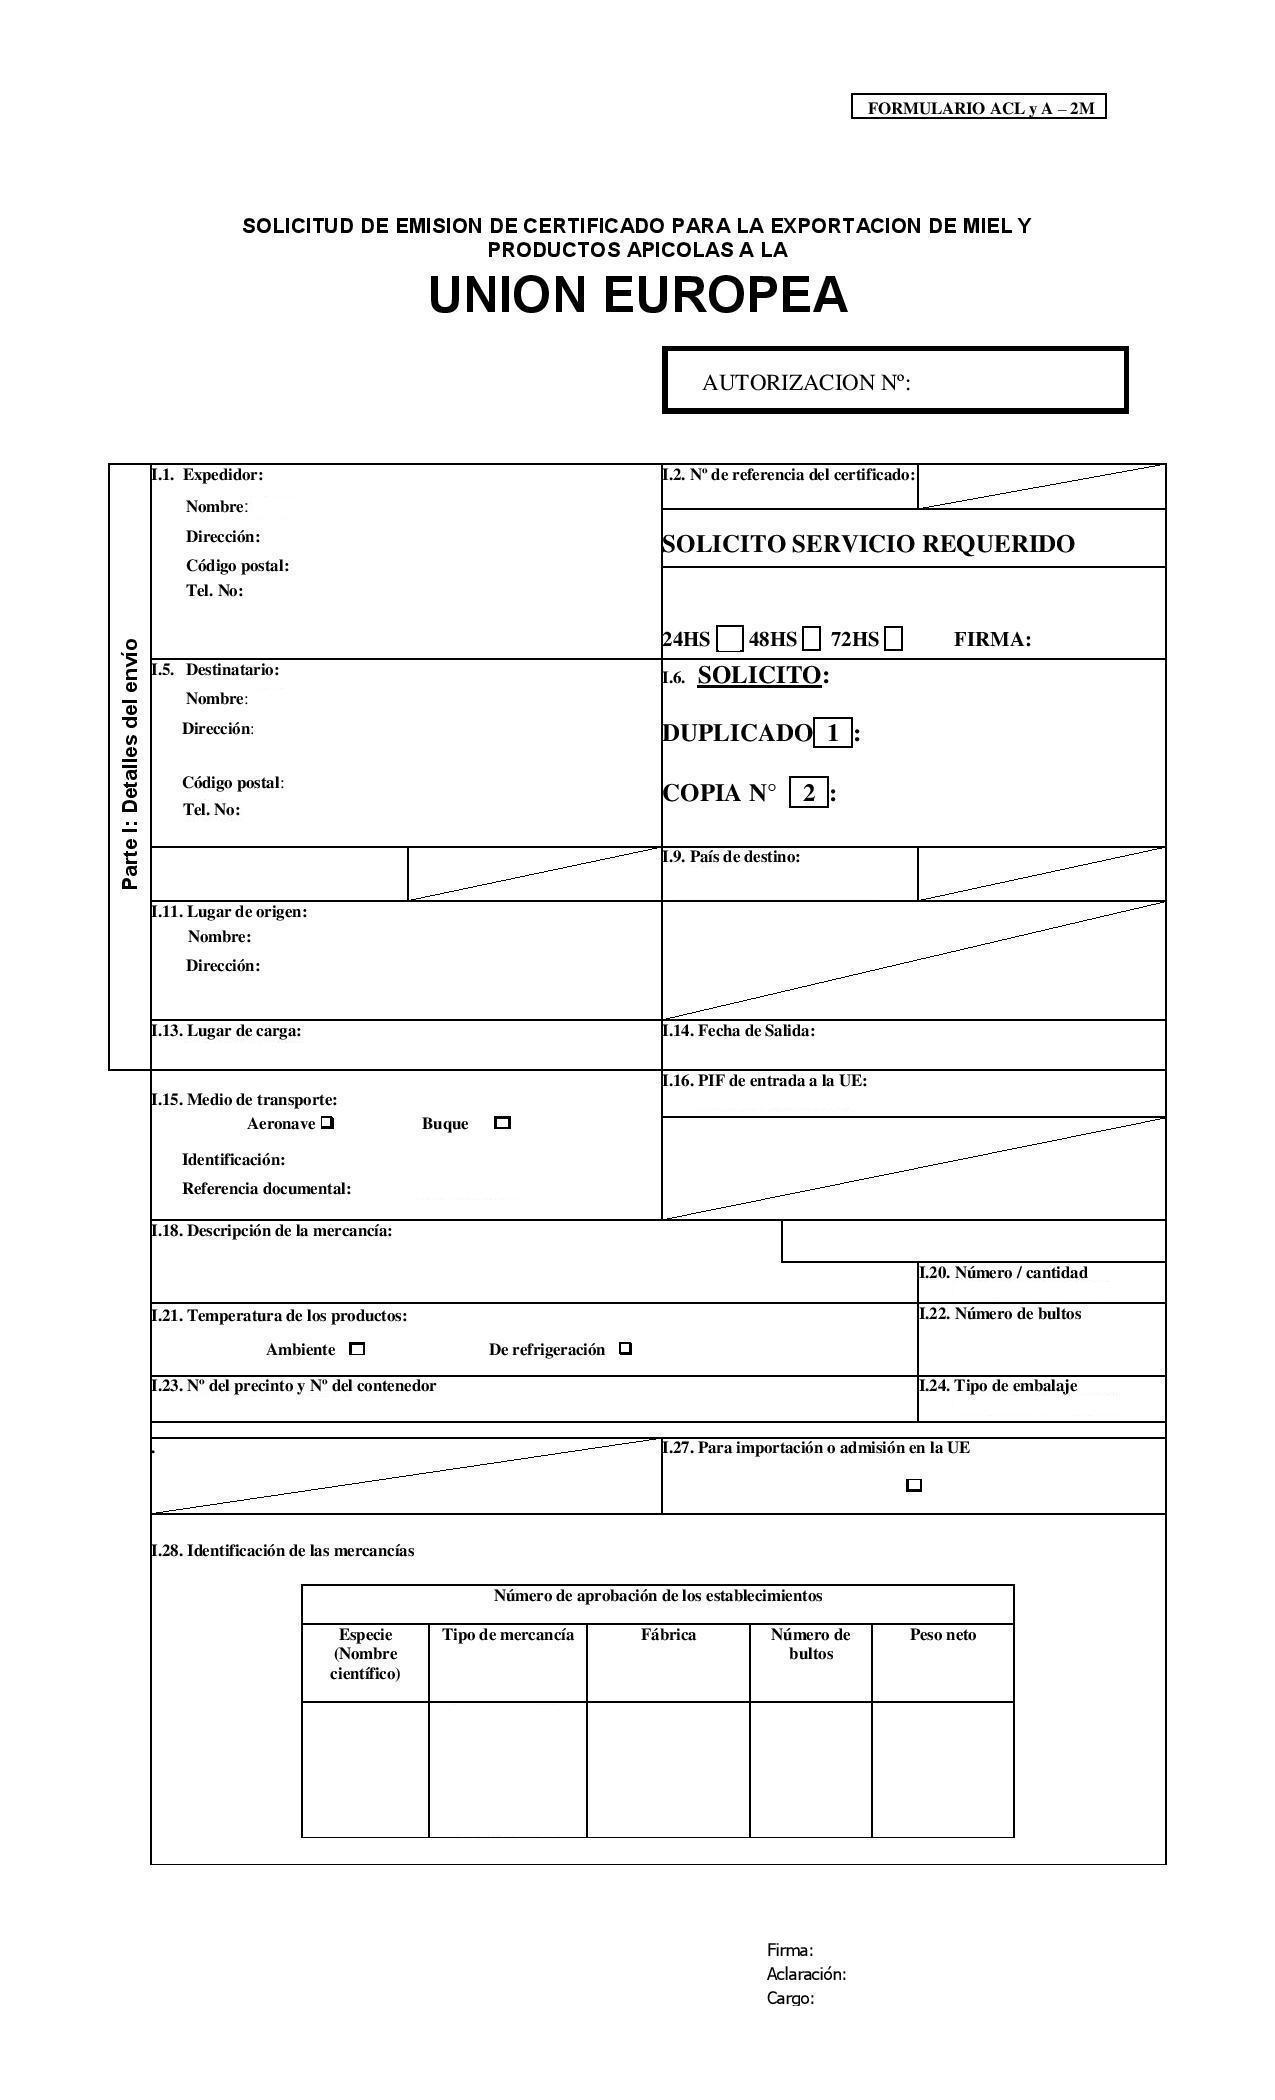 FORMULARIO ACL y A – 2M
SOLICITUD DE EMISION DE CERTIFICADO PARA LA EXPORTACION DE MIEL Y
PRODUCTOS APICOLAS A LA
UNION EUROPEA
AUTORIZACION Nº:
Parte I: Detalles del envío
I.1. Expedidor:
Nombre:
Dirección:
Código postal:
Tel. No:
I.2. Nº de referencia del certificado:
SOLICITO SERVICIO REQUERIDO
24HS 48HS 72HS FIRMA:
I.5. Destinatario:
Nombre:
Dirección:
Código postal:
Tel. No:
I.6. SOLICITO:
DUPLICADO 1 :
COPIA N° 2 :
I.9. País de destino:
I.11. Lugar de origen:
Nombre:
Dirección:
I.13. Lugar de carga:
I.14. Fecha de Salida:
I.15. Medio de transporte:
Aeronave Buque
Identificación:
Referencia documental:
I.16. PIF de entrada a la UE:
I.18. Descripción de la mercancía:
I.20. Número / cantidad
I.21. Temperatura de los productos:
Ambiente De refrigeración
I.22. Número de bultos
I.23. Nº del precinto y Nº del contenedor
I.24. Tipo de embalaje
.
I.27. Para importación o admisión en la UE
I.28. Identificación de las mercancías
Número de aprobación de los establecimientos
Especie
(Nombre
científico)
Tipo de mercancía
Fábrica
Número de
bultos
Peso neto
Firma:
Aclaración:
Cargo: